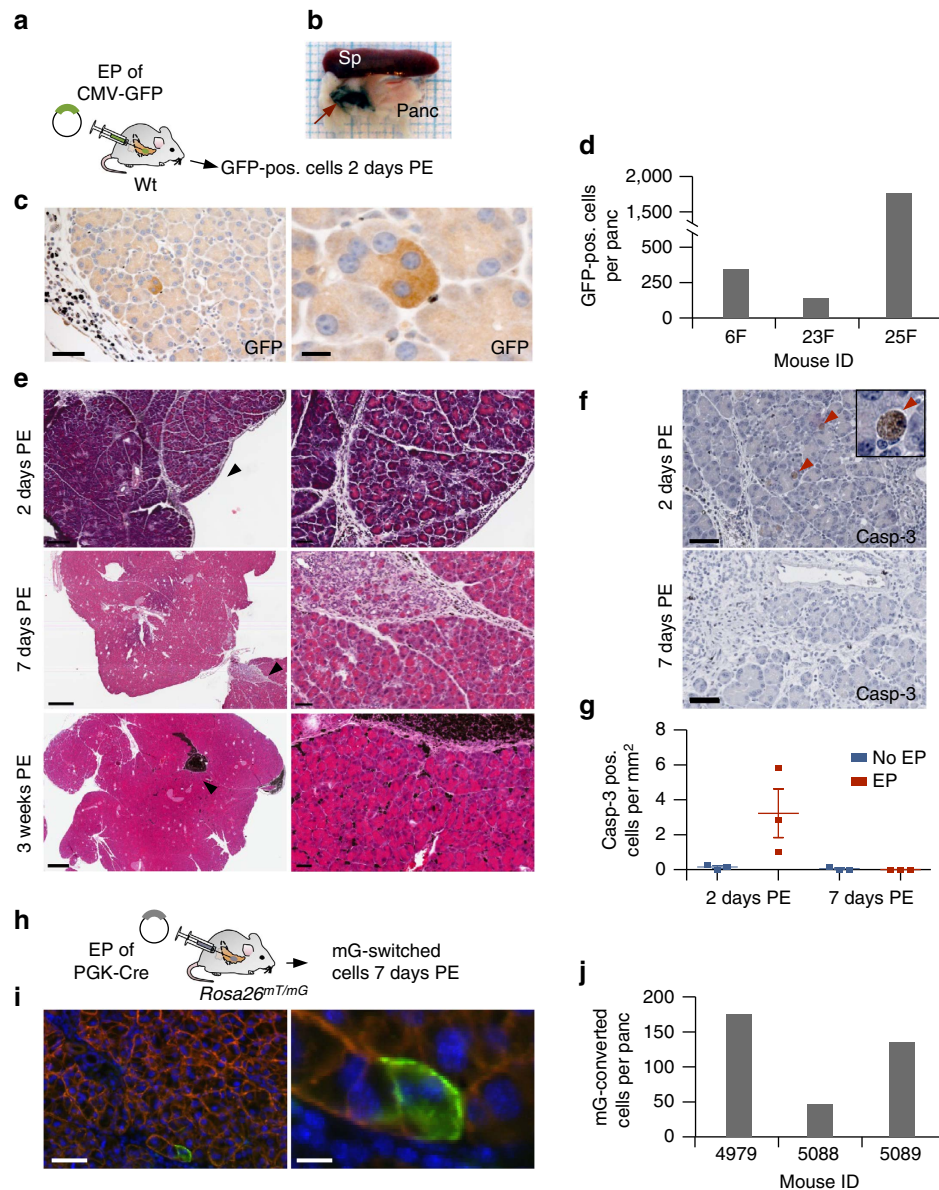 a
EP of
CMV-GFP
Wt
GFP-pos. cells 2 days PE
b
Sp
Panc
c
GFP
GFP
d
GFP-pos. cells
per panc
2,000
1,500
500
250
0
6F
23F
25F
Mouse ID
e
2 days PE
7 days PE
3 weeks PE
f
2 days PE
Casp-3
7 days PE
Casp-3
g
Casp-3 pos.
cells per mm²
8
6
4
2
0
No EP
EP
2 days PE
7 days PE
h
EP of
PGK-Cre
Rosa26mT/mG
mG-switched
cells 7 days PE
i
j
mG-converted
cells per panc
200
150
100
50
0
4979
5088
5089
Mouse ID